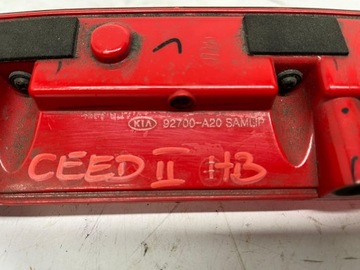 KIA 92700-A20 SAMLIP
CEED II HB